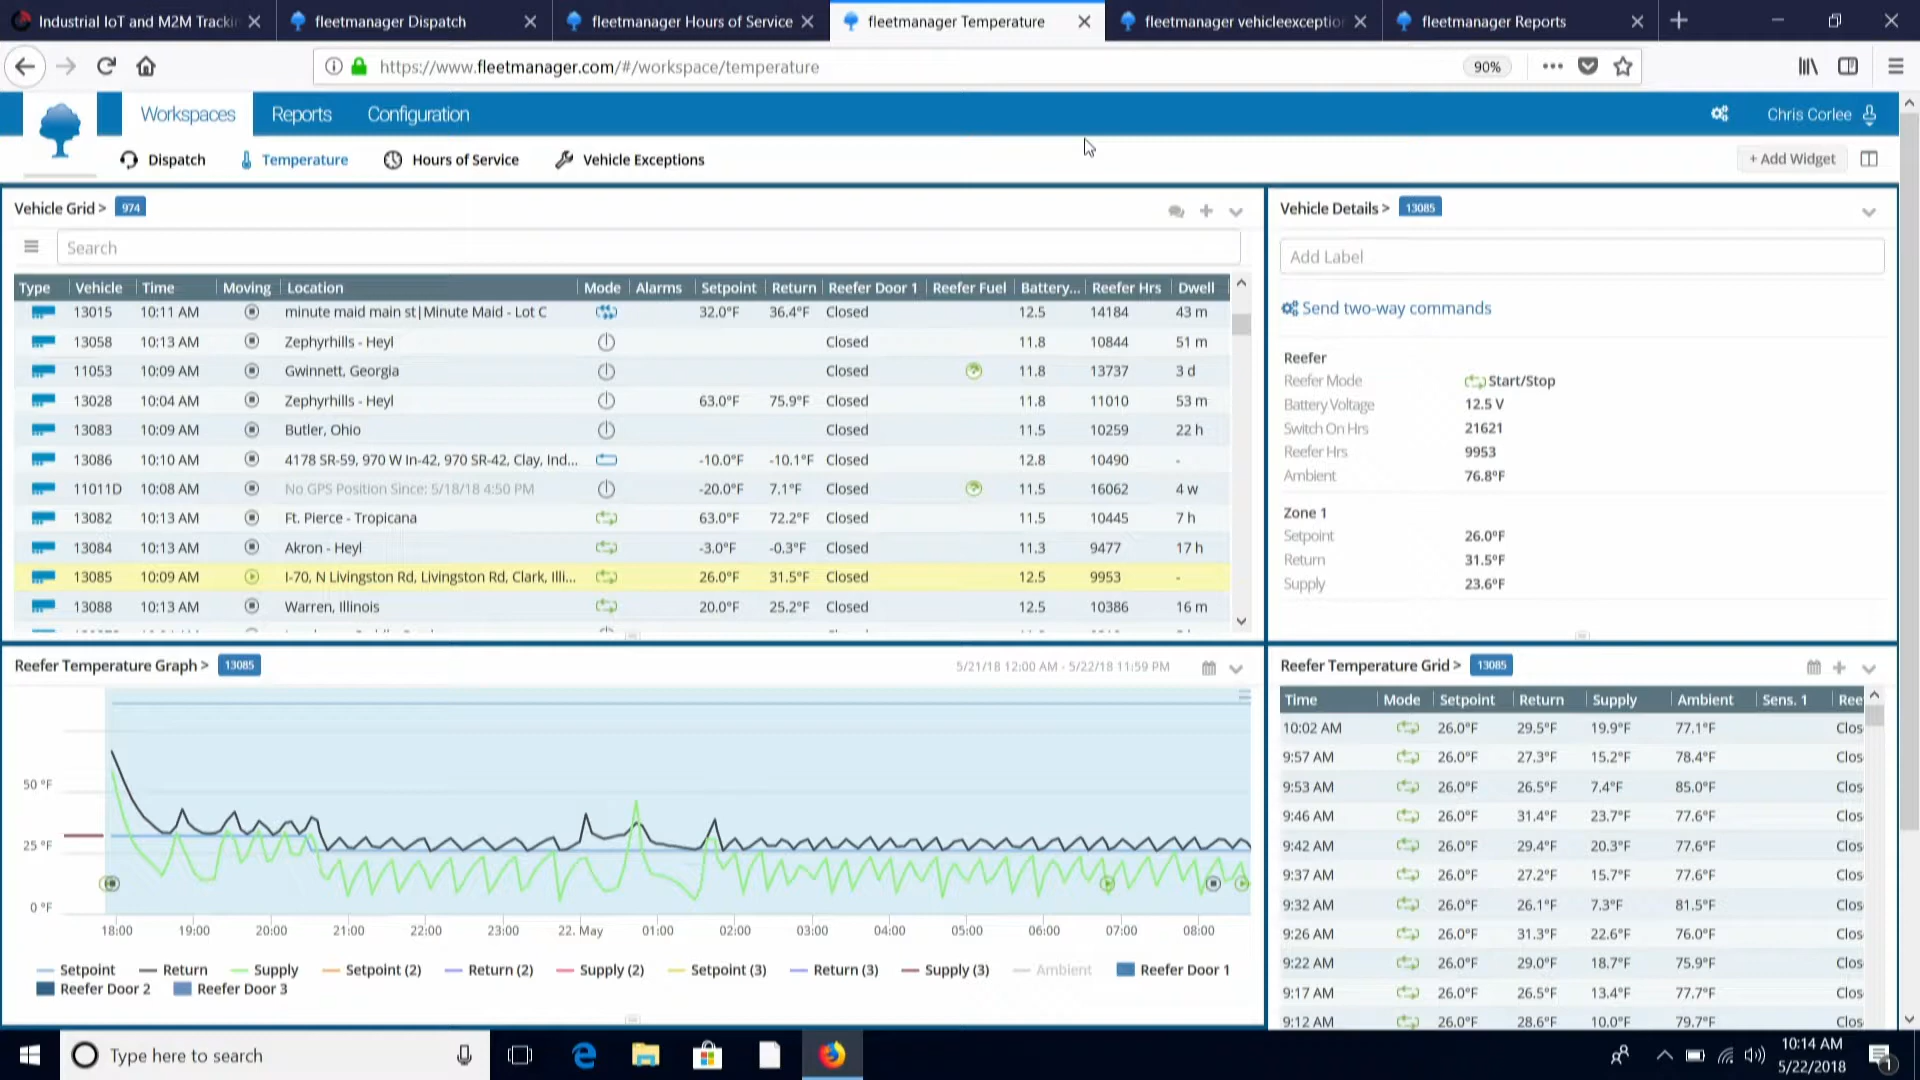 Industrial IoT and M2M Tracki
fleetmanager Dispatch
fleetmanager Hours of Service
fleetmanager Temperature
fleetmanager vehicleexceptio
fleetmanager Reports
https://www.fleetmanager.com/#/workspace/temperature
90%
Workspaces Reports Configuration
Chris Corlee
Dispatch Temperature Hours of Service Vehicle Exceptions
+ Add Widget
Vehicle Grid > 974
Search
Type Vehicle Time Moving Location Mode Alarms Setpoint Return Reefer Door 1 Reefer Fuel Battery... Reefer Hrs Dwell
13015 10:11 AM minute maid main st|Minute Maid - Lot C 32.0°F 36.4°F Closed 12.5 14184 43 m
13058 10:13 AM Zephyrhills - Heyl Closed 11.8 10844 51 m
11053 10:09 AM Gwinnett, Georgia Closed 11.8 13737 3 d
13028 10:04 AM Zephyrhills - Heyl 63.0°F 75.9°F Closed 11.8 11010 53 m
13083 10:09 AM Butler, Ohio Closed 11.5 10259 22 h
13086 10:10 AM 4178 SR-59, 970 W In-42, 970 SR-42, Clay, Ind... -10.0°F -10.1°F Closed 12.8 10490 -
11011D 10:08 AM No GPS Position Since: 5/18/18 4:50 PM -20.0°F 7.1°F Closed 11.5 16062 4 w
13082 10:13 AM Ft. Pierce - Tropicana 63.0°F 72.2°F Closed 11.5 10445 7 h
13084 10:13 AM Akron - Heyl -3.0°F -0.3°F Closed 11.3 9477 17 h
13085 10:09 AM I-70, N Livingston Rd, Livingston Rd, Clark, Illi... 26.0°F 31.5°F Closed 12.5 9953 -
13088 10:13 AM Warren, Illinois 20.0°F 25.2°F Closed 12.5 10386 16 m
Vehicle Details > 13085
Add Label
Send two-way commands
Reefer
Reefer Mode Start/Stop
Battery Voltage 12.5 V
Switch On Hrs 21621
Reefer Hrs 9953
Ambient 76.8°F
Zone 1
Setpoint 26.0°F
Return 31.5°F
Supply 23.6°F
Reefer Temperature Graph > 13085
5/21/18 12:00 AM - 5/22/18 11:59 PM
50 °F
25 °F
0 °F
18:00 19:00 20:00 21:00 22:00 23:00 22. May 01:00 02:00 03:00 04:00 05:00 06:00 07:00 08:00
Setpoint Return Supply Setpoint (2) Return (2) Supply (2) Setpoint (3) Return (3) Supply (3) Ambient Reefer Door 1
Reefer Door 2 Reefer Door 3
Reefer Temperature Grid > 13085
Time Mode Setpoint Return Supply Ambient Sens. 1 Ree
10:02 AM 26.0°F 29.5°F 19.9°F 77.1°F Clos
9:57 AM 26.0°F 27.3°F 15.2°F 78.4°F Clos
9:53 AM 26.0°F 26.5°F 7.4°F 85.0°F Clos
9:46 AM 26.0°F 31.4°F 23.7°F 77.6°F Clos
9:42 AM 26.0°F 29.4°F 20.3°F 77.6°F Clos
9:37 AM 26.0°F 27.2°F 15.7°F 77.6°F Clos
9:32 AM 26.0°F 26.1°F 7.3°F 81.5°F Clos
9:26 AM 26.0°F 31.3°F 22.6°F 76.0°F Clos
9:22 AM 26.0°F 29.0°F 18.7°F 75.9°F Clos
9:17 AM 26.0°F 26.5°F 13.4°F 77.7°F Clos
9:12 AM 26.0°F 28.6°F 10.0°F 79.7°F Clos
Type here to search
10:14 AM
5/22/2018
1